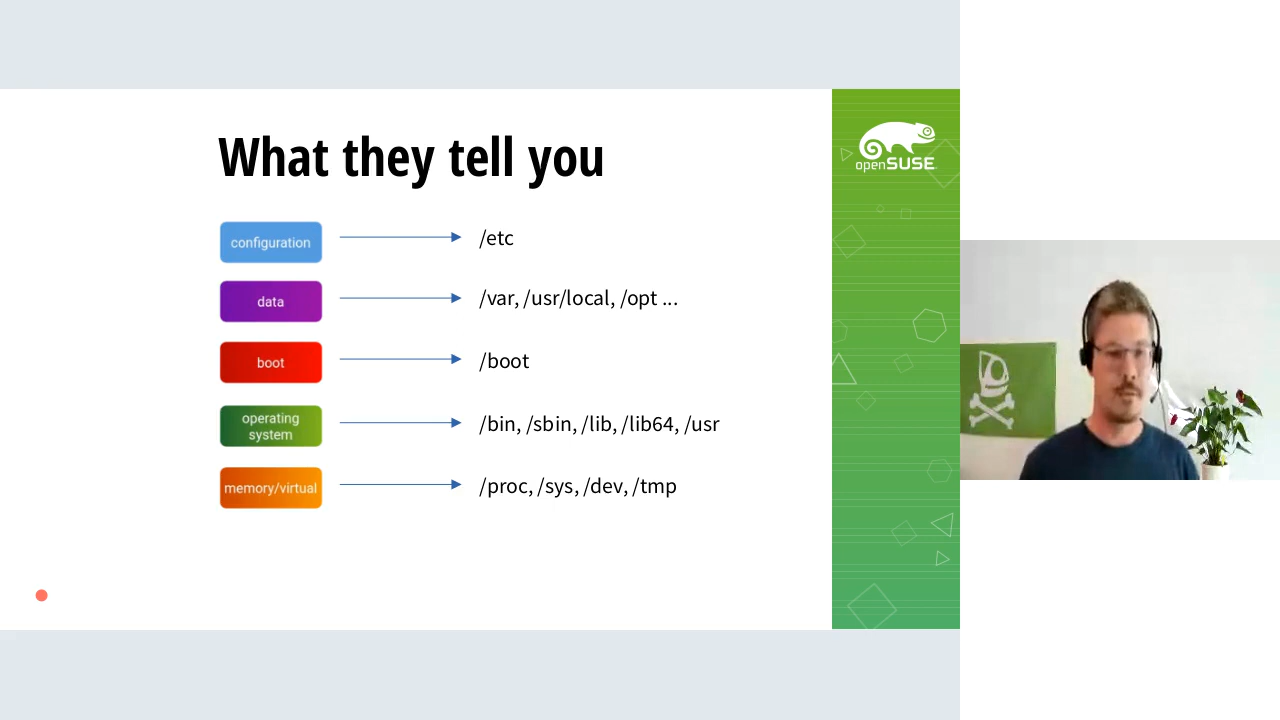 What they tell you
openSUSE
configuration
/etc
data
/var, /usr/local, /opt ...
boot
/boot
operating
system
/bin, /sbin, /lib, /lib64, /usr
memory/virtual
/proc, /sys, /dev, /tmp